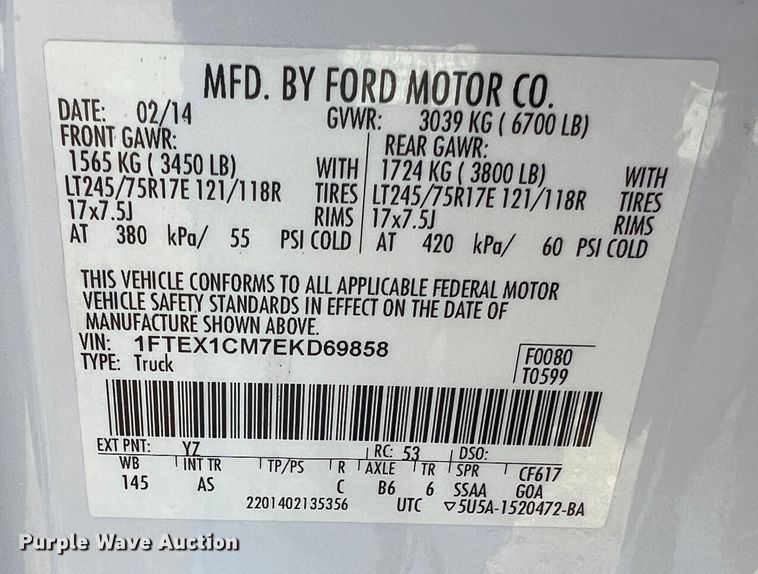 MFD. BY FORD MOTOR CO.
DATE: 02/14 GVWR: 3039 KG ( 6700 LB)
FRONT GAWR: REAR GAWR:
1565 KG ( 3450 LB) WITH 1724 KG ( 3800 LB) WITH
LT245/75R17E 121/118R TIRES LT245/75R17E 121/118R TIRES
17x7.5J RIMS 17x7.5J RIMS
AT 380 kPa/ 55 PSI COLD AT 420 kPa/ 60 PSI COLD
THIS VEHICLE CONFORMS TO ALL APPLICABLE FEDERAL MOTOR
VEHICLE SAFETY STANDARDS IN EFFECT ON THE DATE OF
MANUFACTURE SHOWN ABOVE.
VIN: 1FTEX1CM7EKD69858 F0080
TYPE: Truck T0599
EXT PNT: YZ RC: 53 DSO:
WB INT TR TP/PS R AXLE TR SPR CF617
145 AS C B6 6 SSAA GOA
2201402135356 UTC ▽5U5A-1520472-BA
Purple Wave Auction